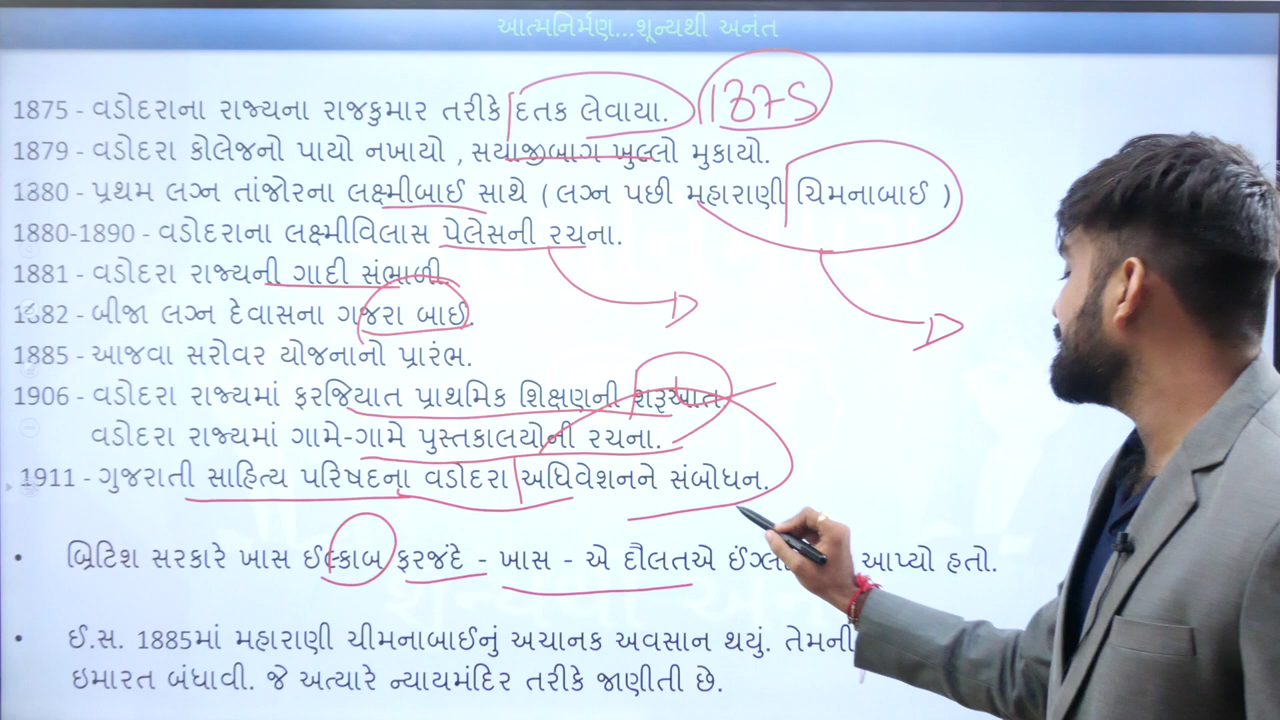 આત્મનિર્મણ...શૂન્યથી અનંત
1875 - વડોદરાના રાજ્યના રાજકુમાર તરીકે દતક લેવાયા. 1875
1879 - વડોદરા કોલેજનો પાયો નખાયો , સયાજીબાગ ખુલ્લો મુકાયો.
1880 - પ્રથમ લગ્ન તાંજોરના લક્ષ્મીબાઈ સાથે ( લગ્ન પછી મહારાણી ચિમનાબાઈ )
1880-1890 - વડોદરાના લક્ષ્મીવિલાસ પેલેસની રચના.
1881 - વડોદરા રાજ્યની ગાદી સંભાળી.
1882 - બીજા લગ્ન દેવાસના ગજરા બાઈ.
1885 - આજવા સરોવર યોજનાનો પ્રારંભ.
1906 - વડોદરા રાજ્યમાં ફરજિયાત પ્રાથમિક શિક્ષણની શરૂઆત.
વડોદરા રાજ્યમાં ગામે-ગામે પુસ્તકાલયોની રચના.
1911 - ગુજરાતી સાહિત્ય પરિષદના વડોદરા અધિવેશનને સંબોધન.
• બ્રિટિશ સરકારે ખાસ ઈલ્કાબ ફરજંદે - ખાસ - એ દૌલતએ આપ્યો હતો.
• ઈ.સ. 1885માં મહારાણી ચીમનાબાઈનું અચાનક અવસાન થયું. તેમની
ઇમારત બંધાવી. જે અત્યારે ન્યાયમંદિર તરીકે જાણીતી છે.